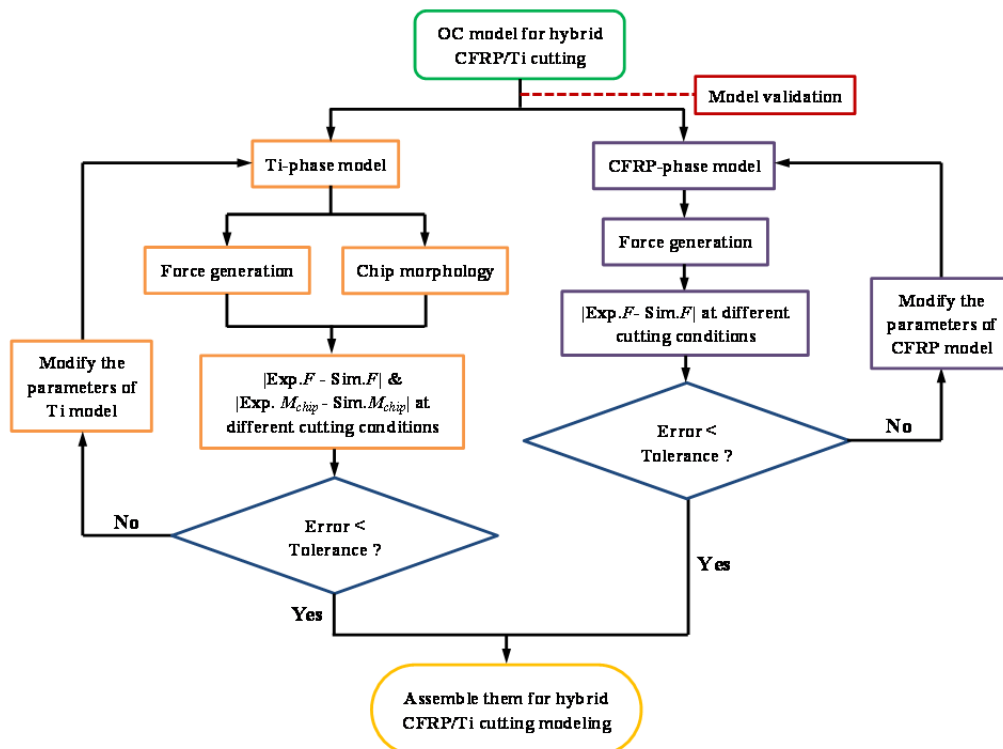 OC model for hybrid
CFRP/Ti cutting
Model validation
Ti-phase model
CFRP-phase model
Force generation
Chip morphology
Force generation
Modify the
parameters of
Ti model
|Exp.F - Sim.F| &
|Exp. Mchip - Sim.Mchip| at
different cutting conditions
|Exp.F- Sim.F| at different
cutting conditions
Modify the
parameters of
CFRP model
Error <
Tolerance ?
No
Yes
Error <
Tolerance ?
No
Yes
Assemble them for hybrid
CFRP/Ti cutting modeling